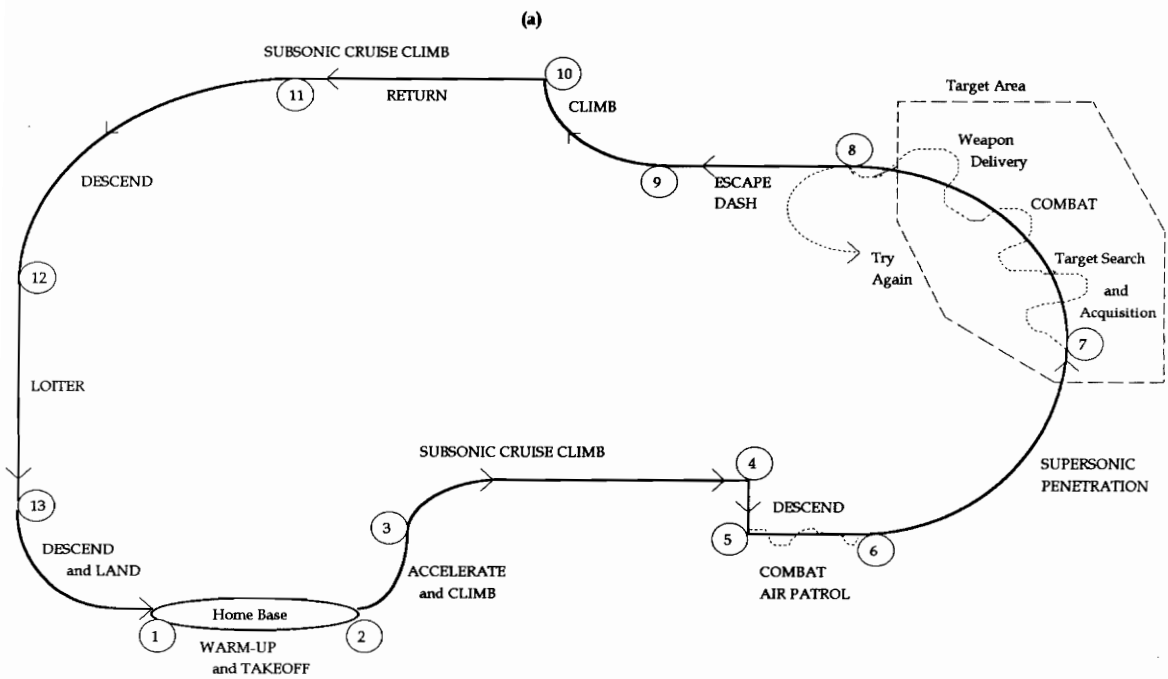 (a)
SUBSONIC CRUISE CLIMB
10
11
RETURN
CLIMB
Target Area
8
Weapon
Delivery
9
ESCAPE
DASH
DESCEND
COMBAT
Try
Again
Target Search
and
Acquisition
12
7
LOITER
SUBSONIC CRUISE CLIMB
4
SUPERSONIC
PENETRATION
13
3
DESCEND
5
6
DESCEND
and LAND
ACCELERATE
and CLIMB
COMBAT
AIR PATROL
Home Base
1
2
WARM-UP
and TAKEOFF